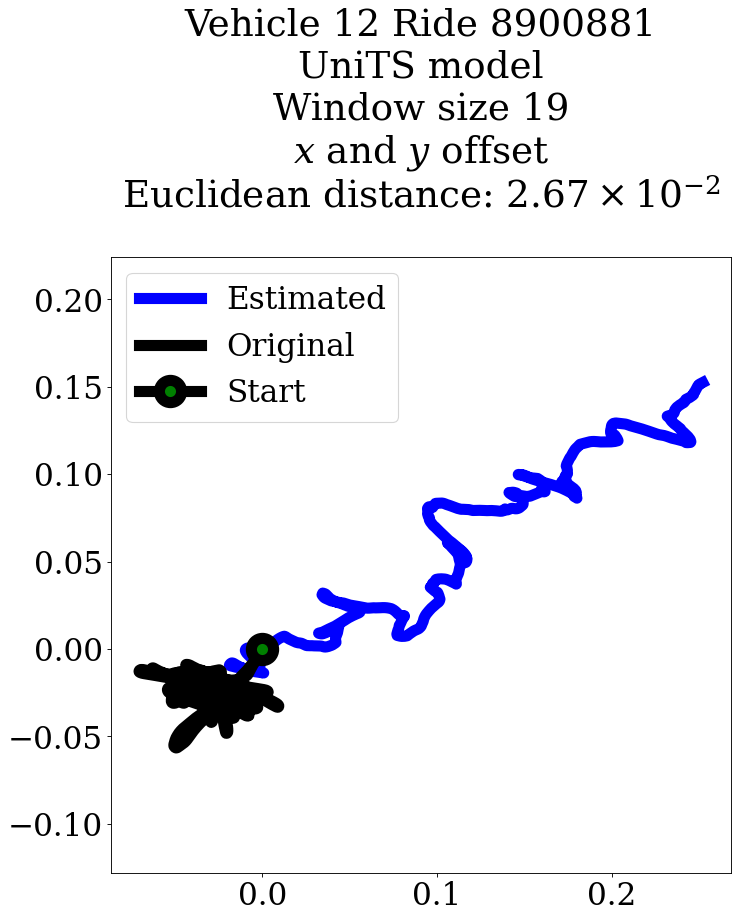 Vehicle 12 Ride 8900881
UniTS model
Window size 19
x and y offset
Euclidean distance: 2.67 × 10⁻²
Estimated
Original
Start
0.20
0.15
0.10
0.05
0.00
−0.05
−0.10
0.0 0.1 0.2